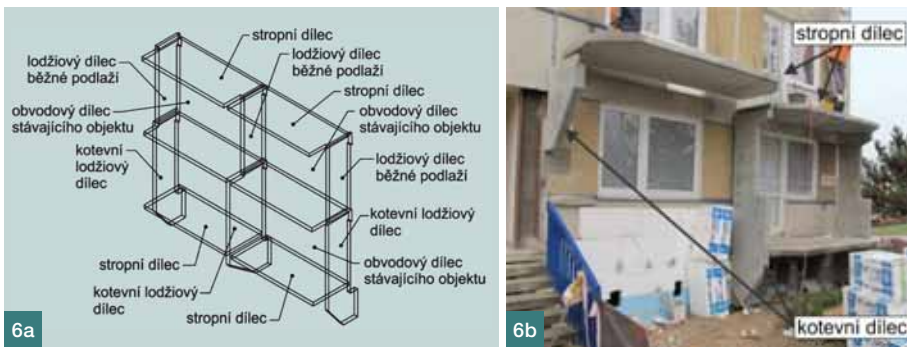 stropní dílec
lodžiový dílec
běžné podlaží
lodžiový dílec
běžné podlaží
stropní dílec
obvodový dílec
stávajícího objektu
obvodový dílec
stávajícího objektu
kotevní
lodžiový
dílec
lodžiový dílec
běžné podlaží
kotevní lodžiový
dílec
stropní dílec
obvodový dílec
stávajícího objektu
kotevní lodžiový
dílec
stropní dílec
6a
stropní dílec
kotevní dílec
6b